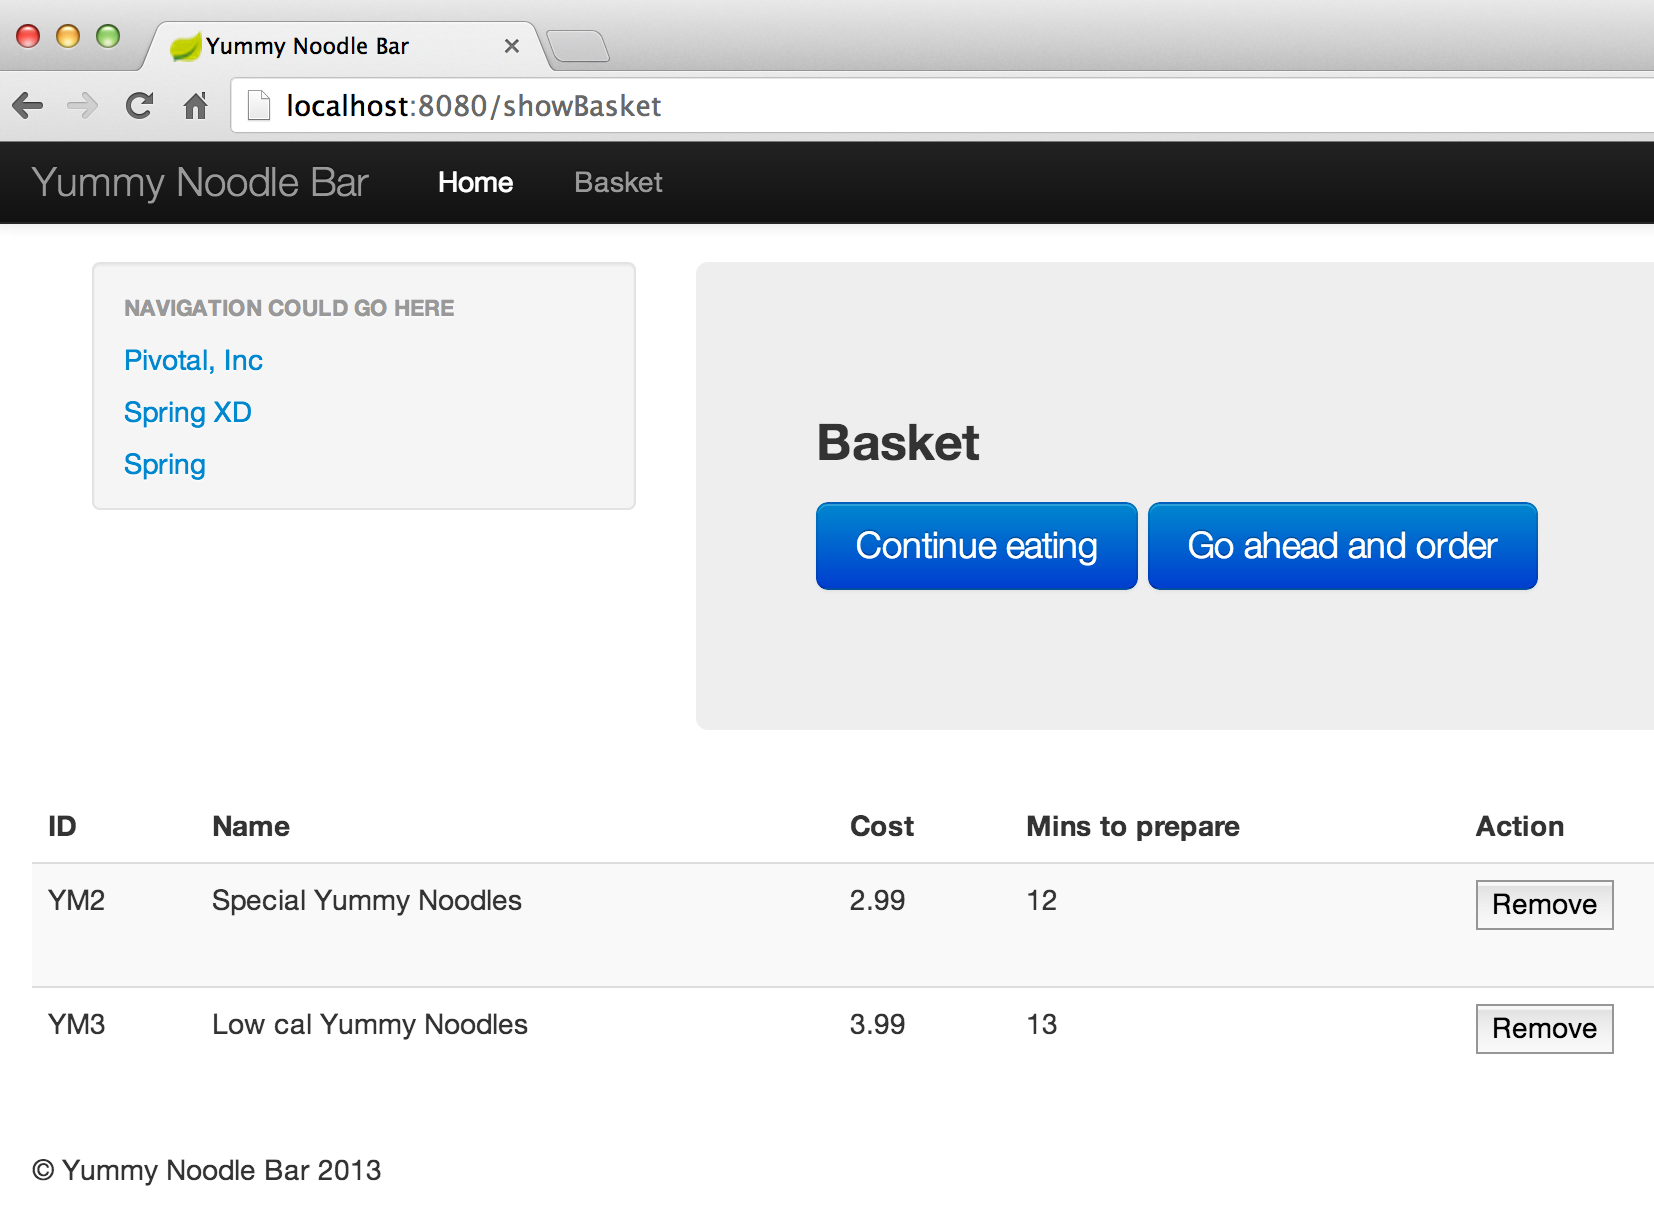 Yummy Noodle Bar
localhost:8080/showBasket
Yummy Noodle Bar Home Basket
NAVIGATION COULD GO HERE
Pivotal, Inc
Spring XD
Spring
Basket
Continue eating Go ahead and order
ID Name Cost Mins to prepare Action
YM2 Special Yummy Noodles 2.99 12 Remove
YM3 Low cal Yummy Noodles 3.99 13 Remove
© Yummy Noodle Bar 2013